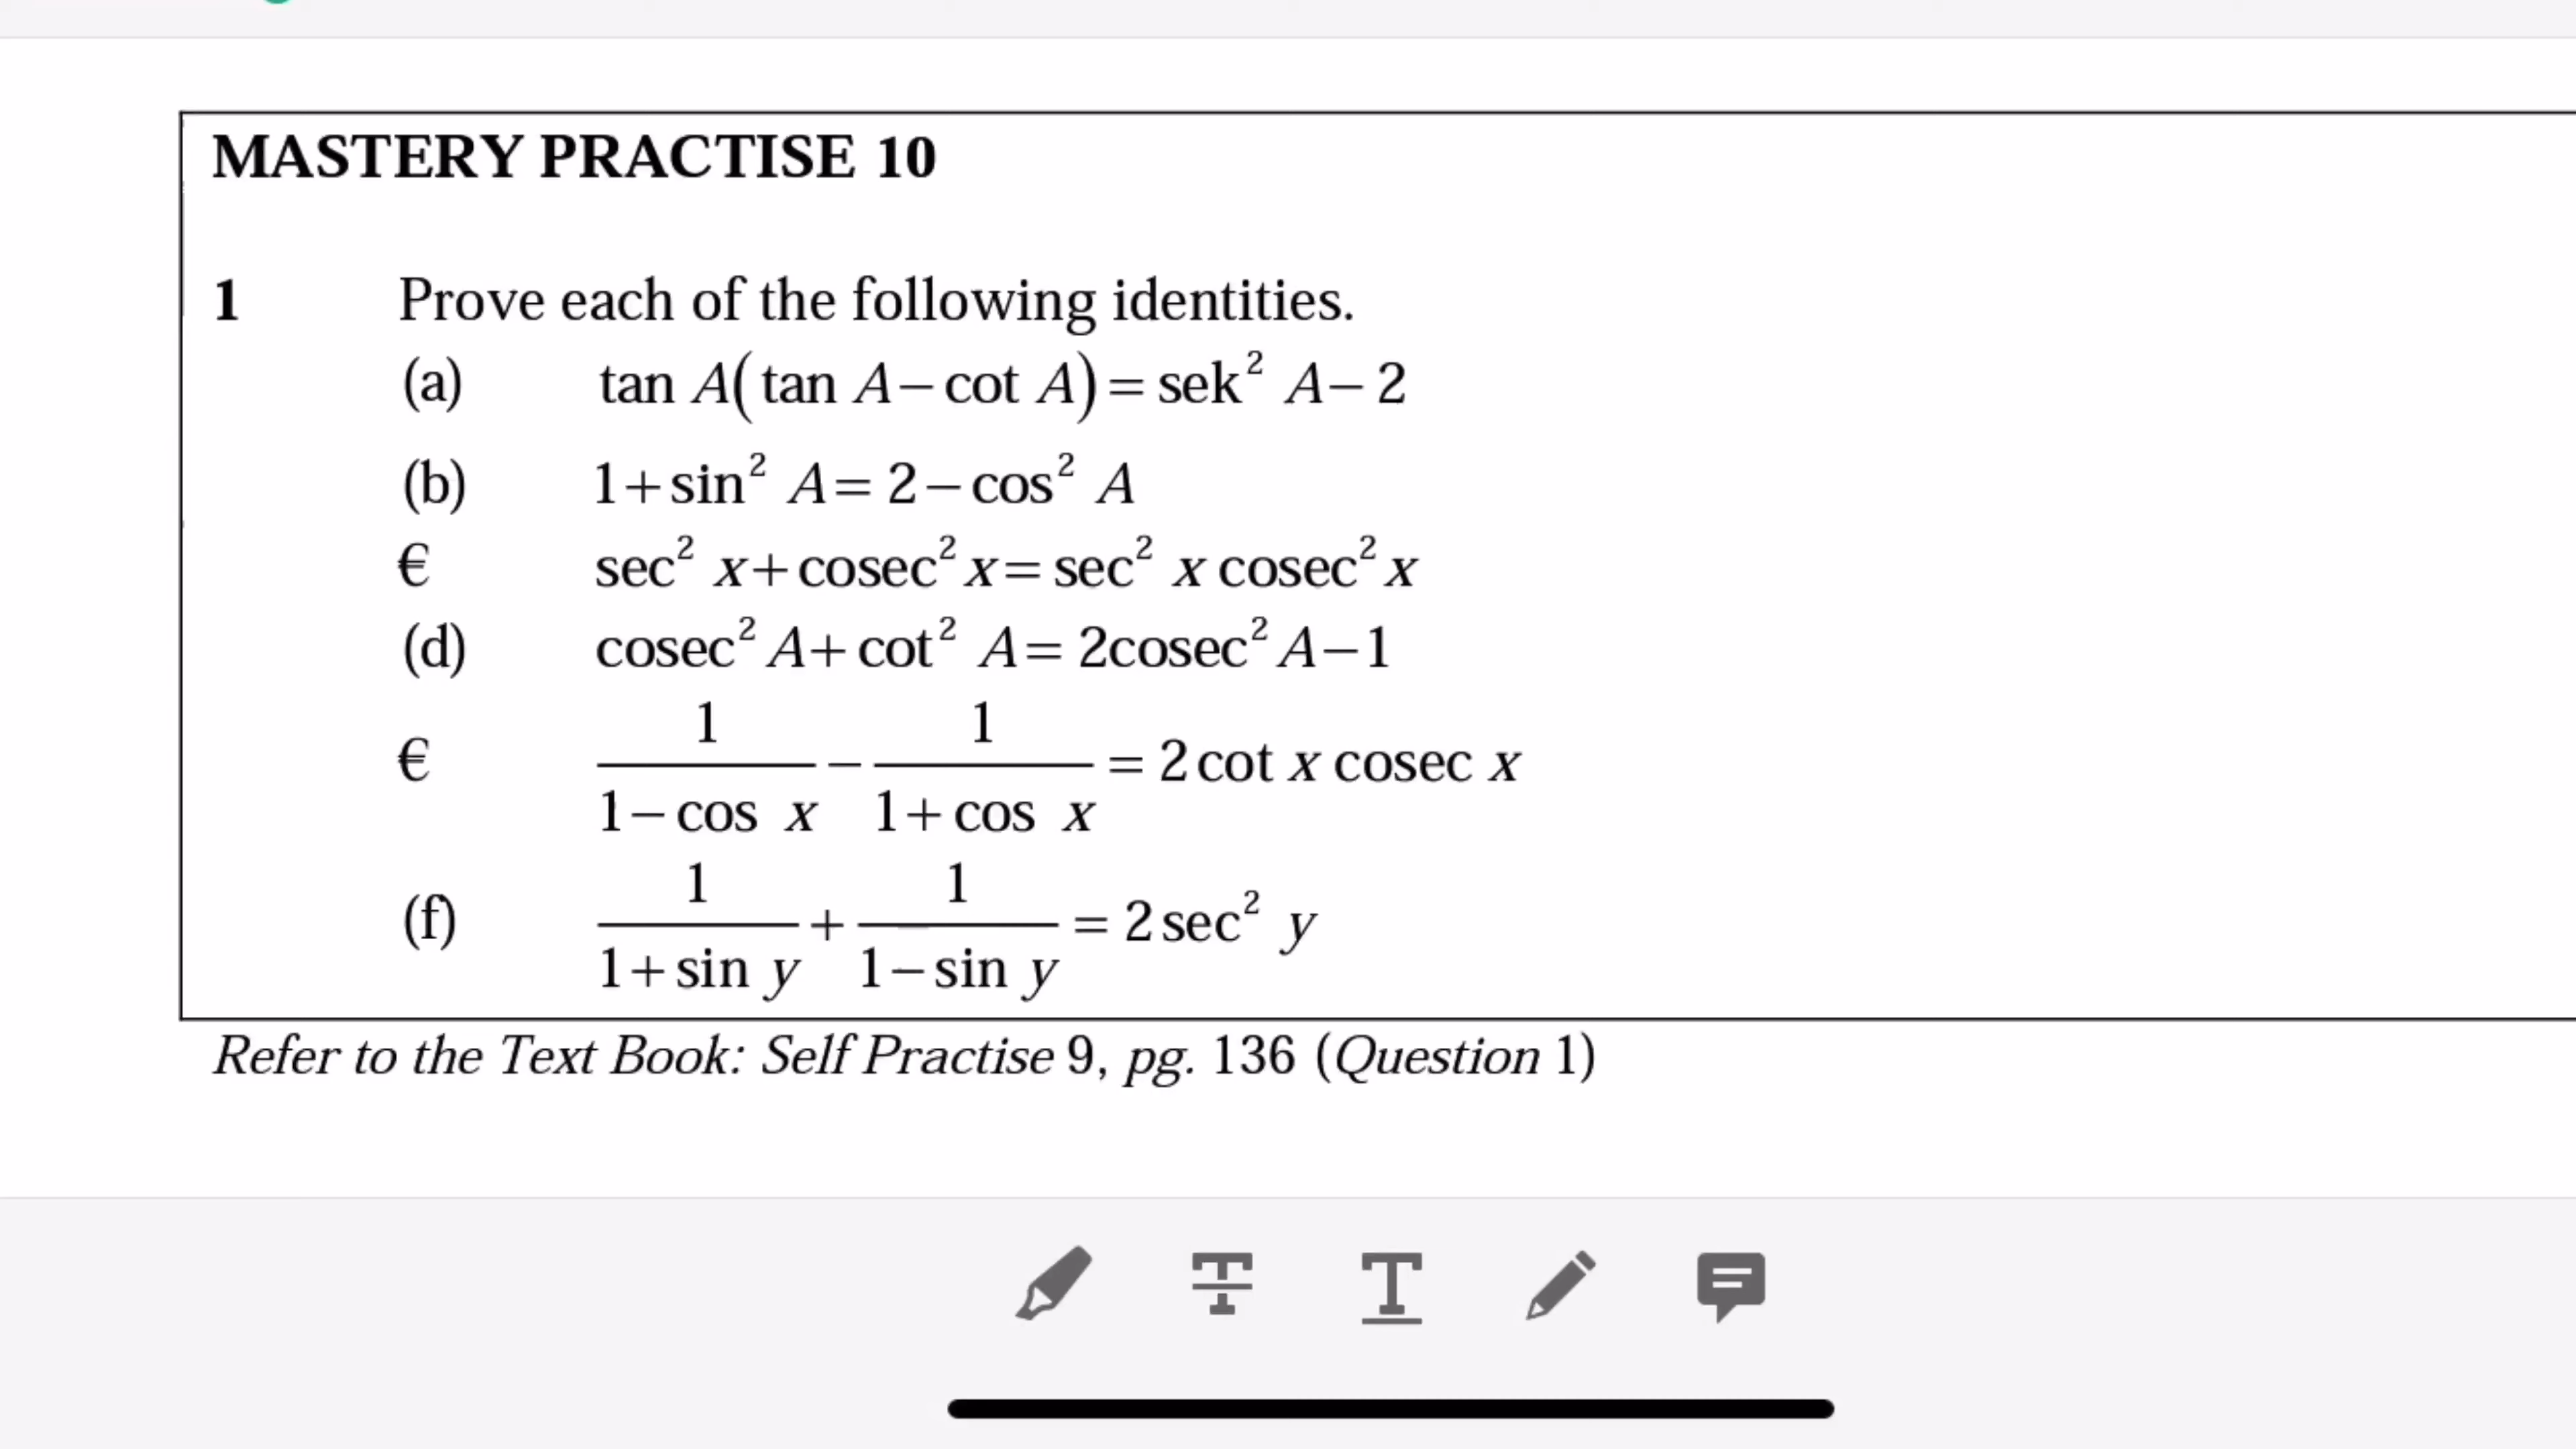 MASTERY PRACTISE 10
1 Prove each of the following identities.
(a) tan A(tan A − cot A) = sek² A − 2
(b) 1 + sin² A = 2 − cos² A
€ sec² x + cosec² x = sec² x cosec² x
(d) cosec² A + cot² A = 2cosec² A − 1
€ 1/(1 − cos x) − 1/(1 + cos x) = 2 cot x cosec x
(f) 1/(1 + sin y) + 1/(1 − sin y) = 2 sec² y
Refer to the Text Book: Self Practise 9, pg. 136 (Question 1)